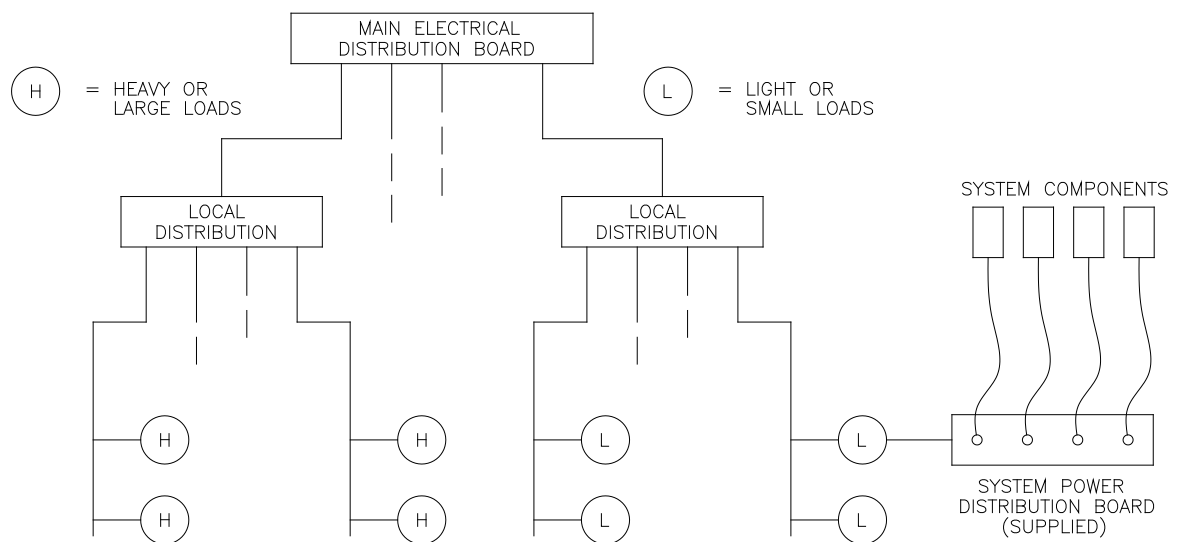 MAIN ELECTRICAL
DISTRIBUTION BOARD
H
= HEAVY OR
LARGE LOADS
L
= LIGHT OR
SMALL LOADS
SYSTEM COMPONENTS
LOCAL
DISTRIBUTION
LOCAL
DISTRIBUTION
H
H
L
L
H
H
L
L
SYSTEM POWER
DISTRIBUTION BOARD
(SUPPLIED)